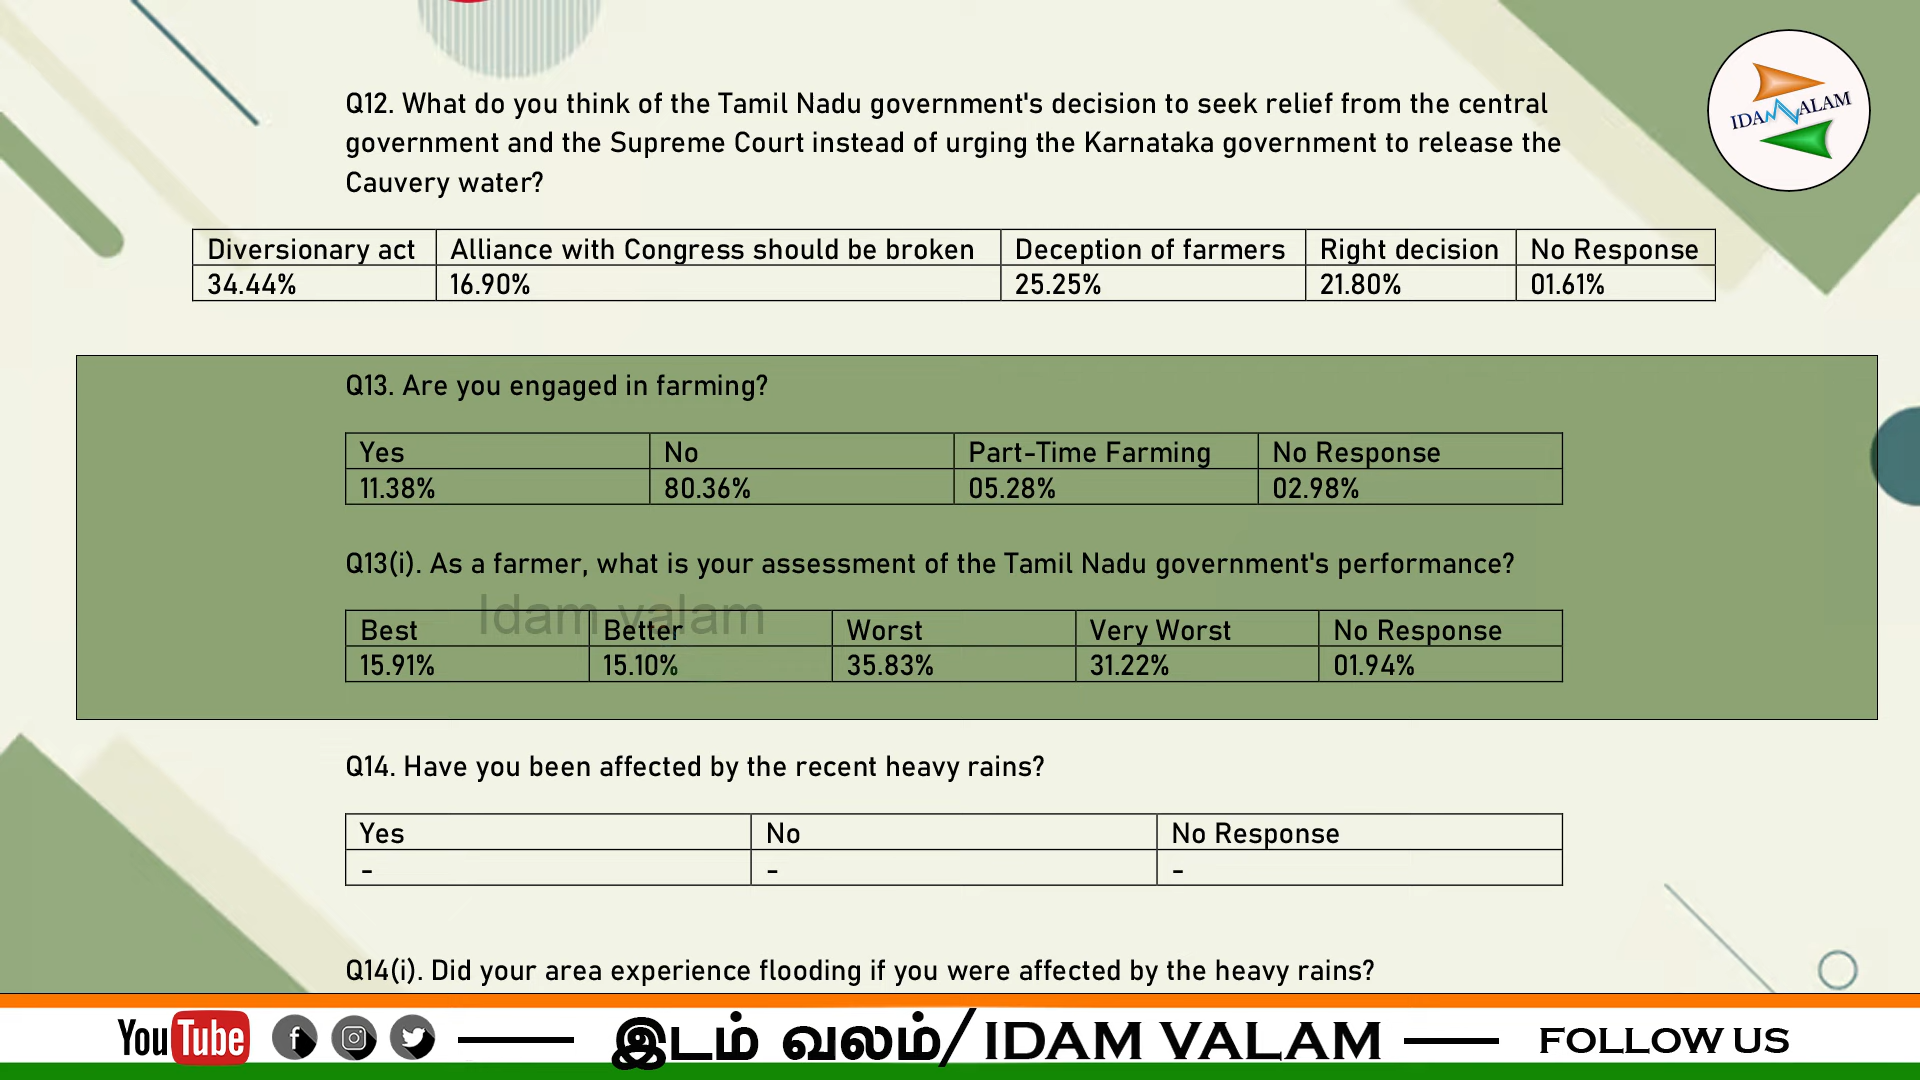 IDAM VALAM
Q12. What do you think of the Tamil Nadu government's decision to seek relief from the central
government and the Supreme Court instead of urging the Karnataka government to release the
Cauvery water?
Diversionary act Alliance with Congress should be broken Deception of farmers Right decision No Response
34.44% 16.90% 25.25% 21.80% 01.61%
Q13. Are you engaged in farming?
Yes No Part-Time Farming No Response
11.38% 80.36% 05.28% 02.98%
Q13(i). As a farmer, what is your assessment of the Tamil Nadu government's performance?
Idam valam
Best Better Worst Very Worst No Response
15.91% 15.10% 35.83% 31.22% 01.94%
Q14. Have you been affected by the recent heavy rains?
Yes No No Response
- - -
Q14(i). Did your area experience flooding if you were affected by the heavy rains?
YouTube இடம் வலம்/IDAM VALAM FOLLOW US